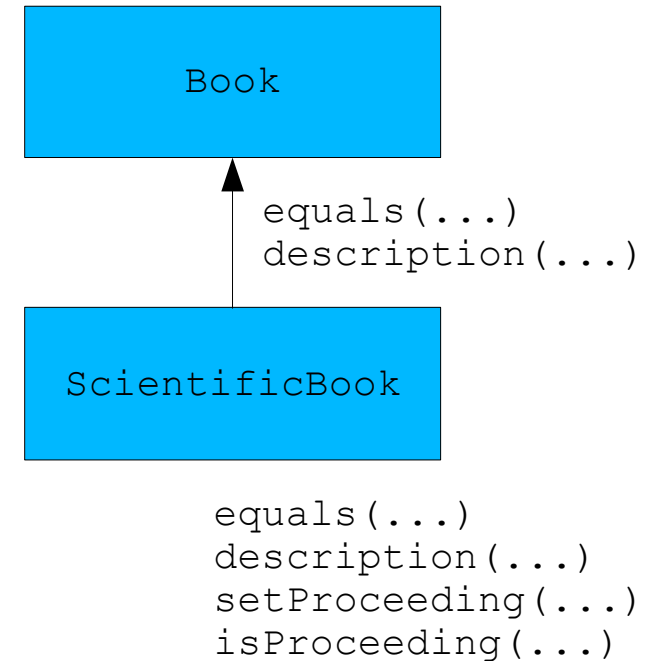 Book
equals(...)
description(...)
ScientificBook
equals(...)
description(...)
setProceeding(...)
isProceeding(...)